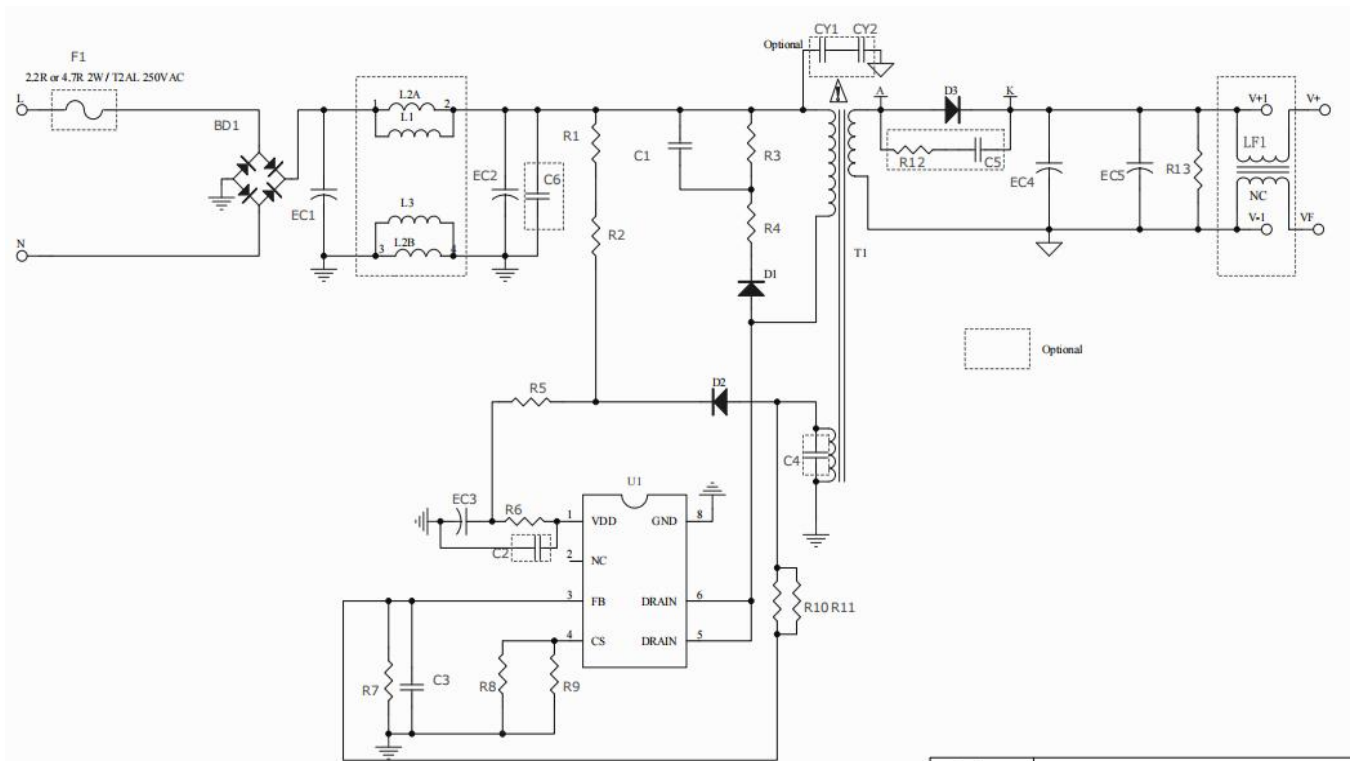 CY1 CY2
Optional
F1
2.2R or 4.7R 2W / T2AL 250VAC
L
BD1
1 L2A 2
L1
A D3 K
V+1 V+
R1
C1
R3
R12 C5
LF1
EC1
EC2
C6
EC4
EC5
R13
NC
L3
3 L2B 4
R2
R4
V-1 VF
N
T1
D1
Optional
R5
D2
C4
U1
EC3
R6
1 VDD GND 8
C2
2 NC
3 FB DRAIN 6
R10 R11
4 CS DRAIN 5
R7
C3
R8
R9